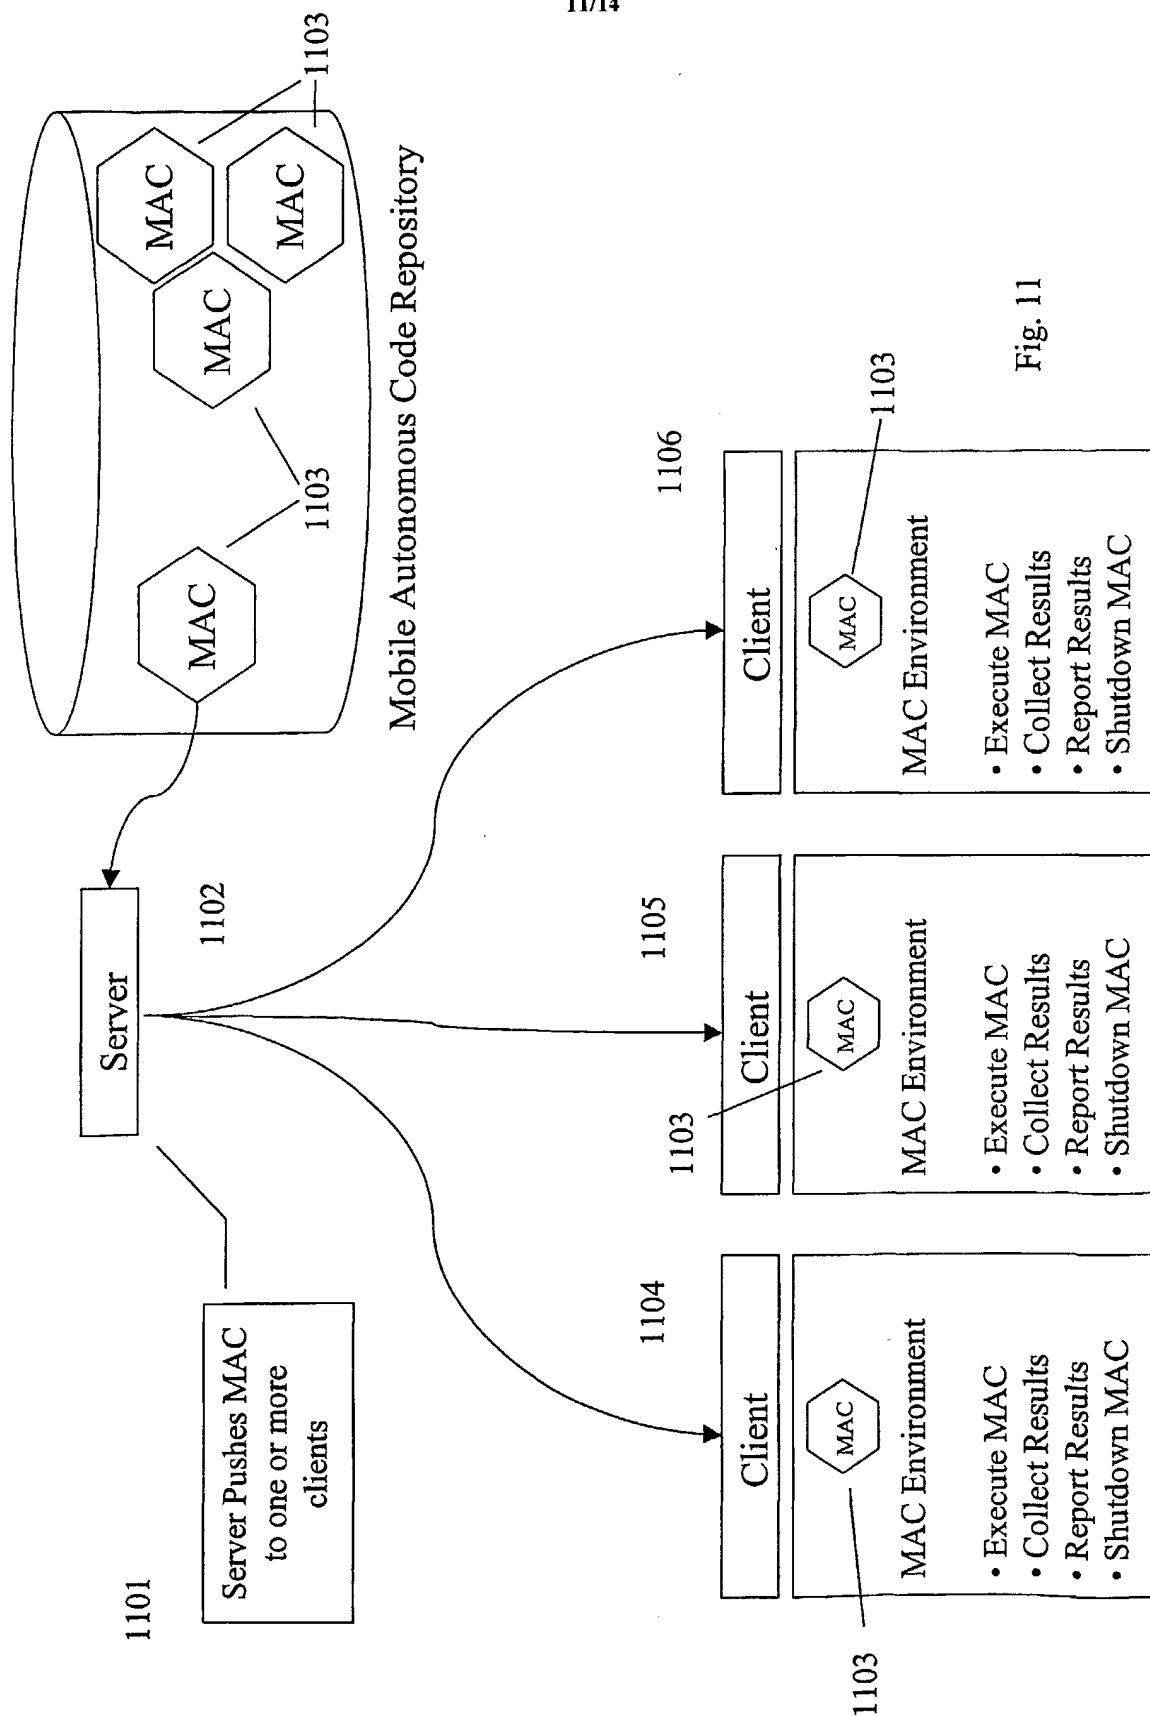 11/14
1101
Server Pushes MAC
to one or more
clients
Server
1102
MAC
MAC
MAC
MAC
1103
1103
Mobile Autonomous Code Repository
1104
Client
MAC
1103
MAC Environment
• Execute MAC
• Collect Results
• Report Results
• Shutdown MAC
1105
Client
MAC
1103
MAC Environment
• Execute MAC
• Collect Results
• Report Results
• Shutdown MAC
1106
Client
MAC
1103
MAC Environment
• Execute MAC
• Collect Results
• Report Results
• Shutdown MAC
Fig. 11